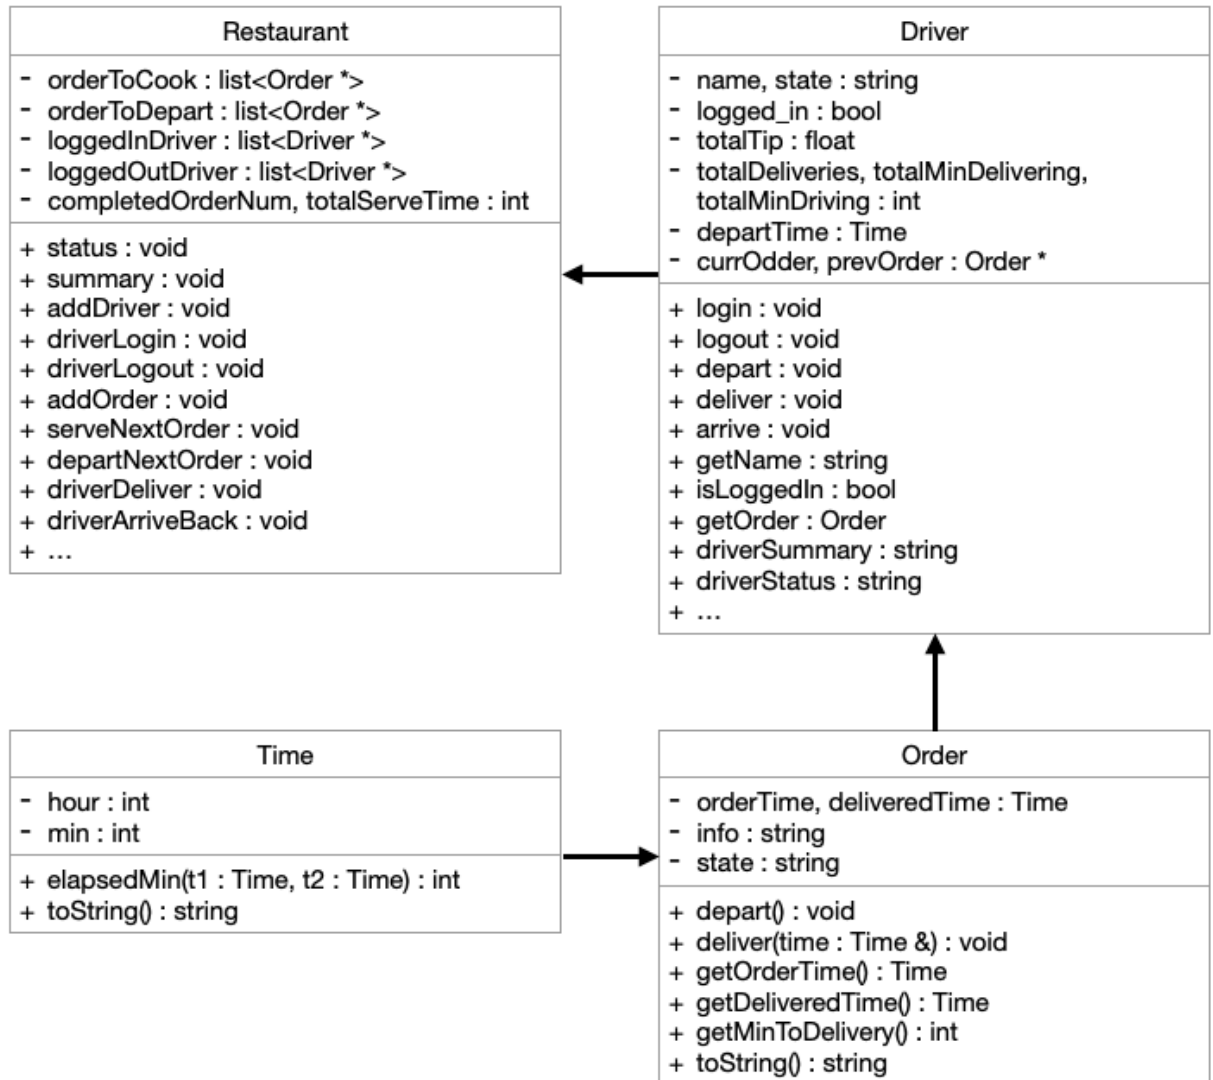 Restaurant
- orderToCook : list<Order *>
- orderToDepart : list<Order *>
- loggedInDriver : list<Driver *>
- loggedOutDriver : list<Driver *>
- completedOrderNum, totalServeTime : int
+ status : void
+ summary : void
+ addDriver : void
+ driverLogin : void
+ driverLogout : void
+ addOrder : void
+ serveNextOrder : void
+ departNextOrder : void
+ driverDeliver : void
+ driverArriveBack : void
+ ...
Driver
- name, state : string
- logged_in : bool
- totalTip : float
- totalDeliveries, totalMinDelivering,
totalMinDriving : int
- departTime : Time
- currOdder, prevOrder : Order *
+ login : void
+ logout : void
+ depart : void
+ deliver : void
+ arrive : void
+ getName : string
+ isLoggedIn : bool
+ getOrder : Order
+ driverSummary : string
+ driverStatus : string
+ ...
Time
- hour : int
- min : int
+ elapsedMin(t1 : Time, t2 : Time) : int
+ toString() : string
Order
- orderTime, deliveredTime : Time
- info : string
- state : string
+ depart() : void
+ deliver(time : Time &) : void
+ getOrderTime() : Time
+ getDeliveredTime() : Time
+ getMinToDelivery() : int
+ toString() : string